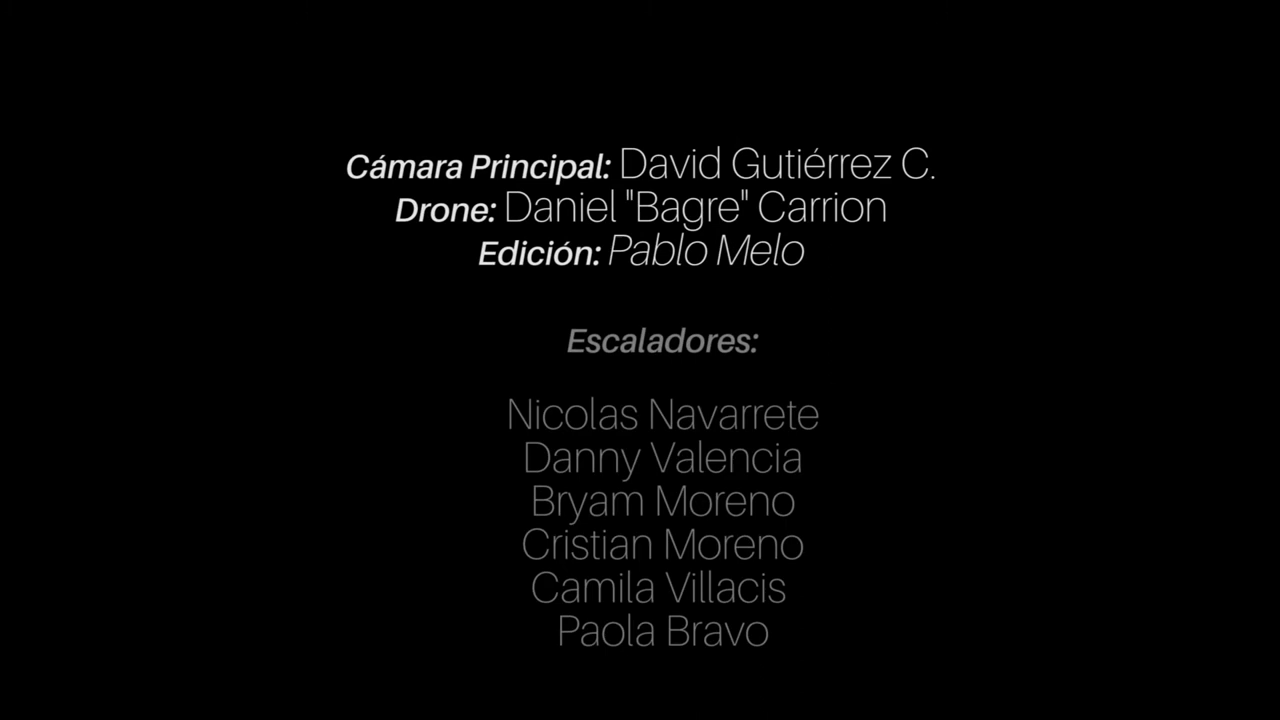 Cámara Principal: David Gutiérrez C.
Drone: Daniel "Bagre" Carrion
Edición: Pablo Melo
Escaladores:
Nicolas Navarrete
Danny Valencia
Bryam Moreno
Cristian Moreno
Camila Villacis
Paola Bravo